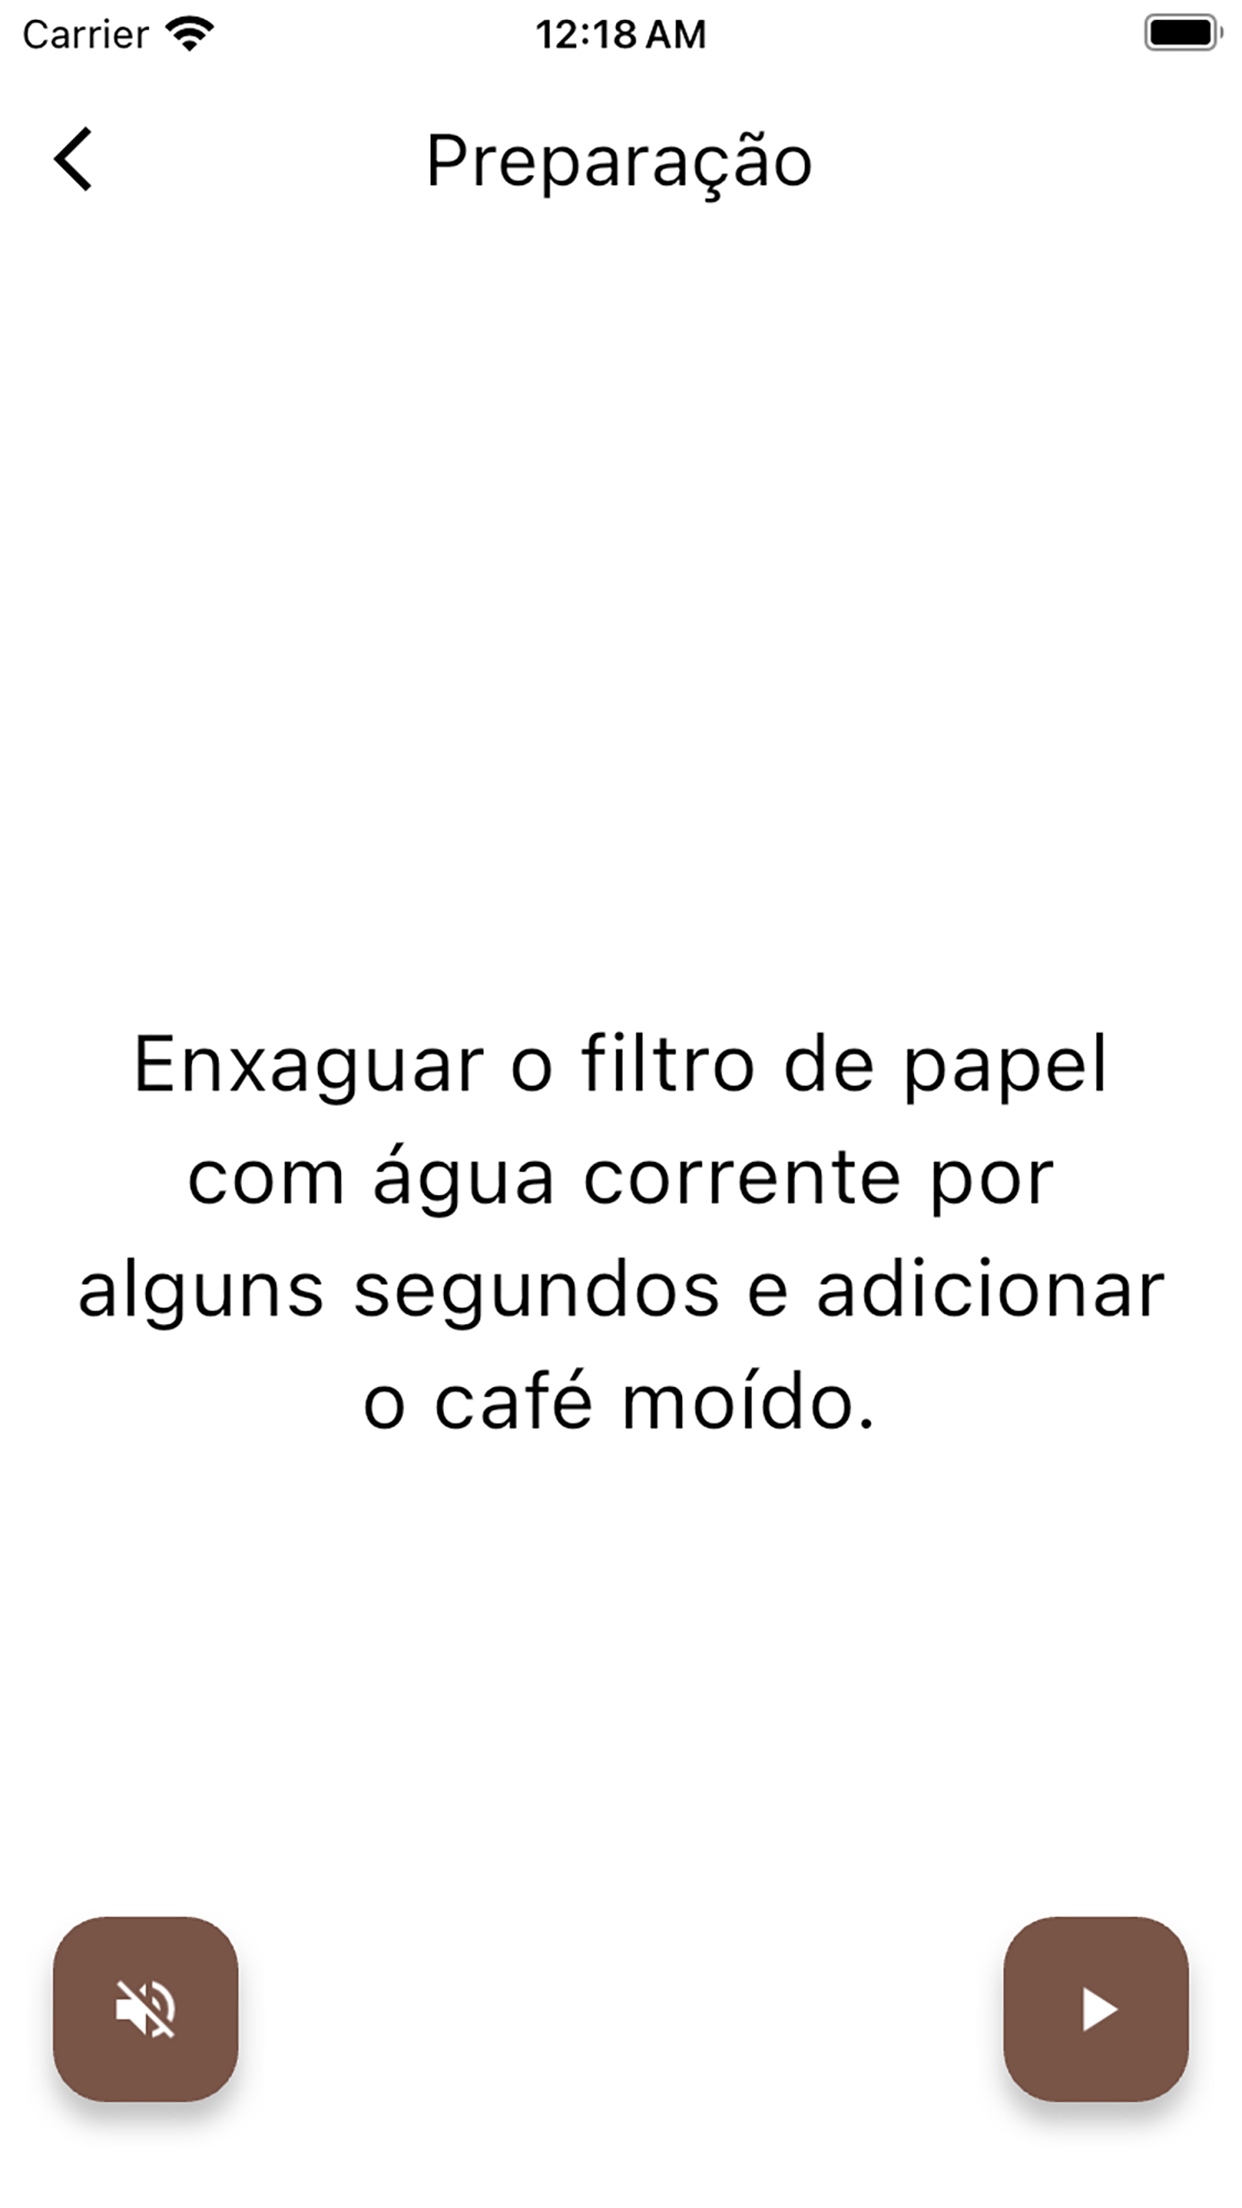 Carrier 12:18 AM
Preparação
Enxaguar o filtro de papel
com água corrente por
alguns segundos e adicionar
o café moído.